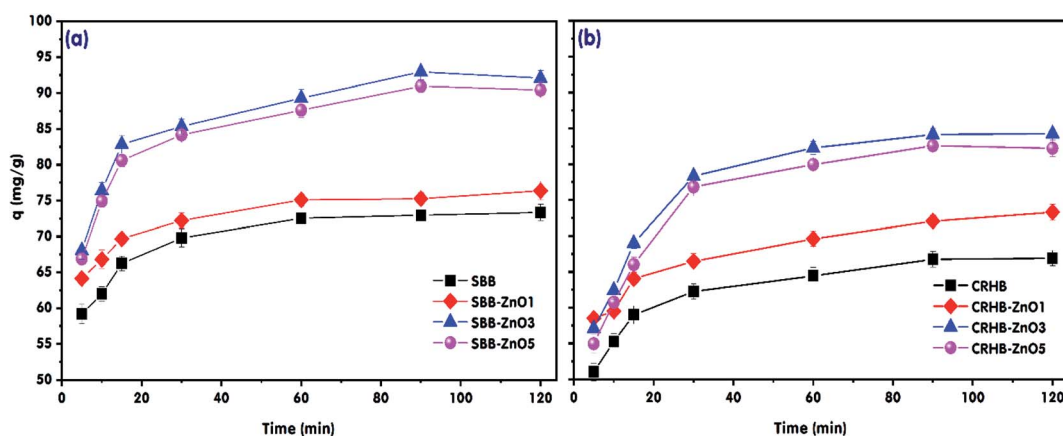 (a)
(b)
q (mg/g)
100
95
90
85
80
75
70
65
60
55
50
SBB
SBB-ZnO1
SBB-ZnO3
SBB-ZnO5
CRHB
CRHB-ZnO1
CRHB-ZnO3
CRHB-ZnO5
0 20 40 60 80 100 120
0 20 40 60 80 100 120
Time (min)
Time (min)